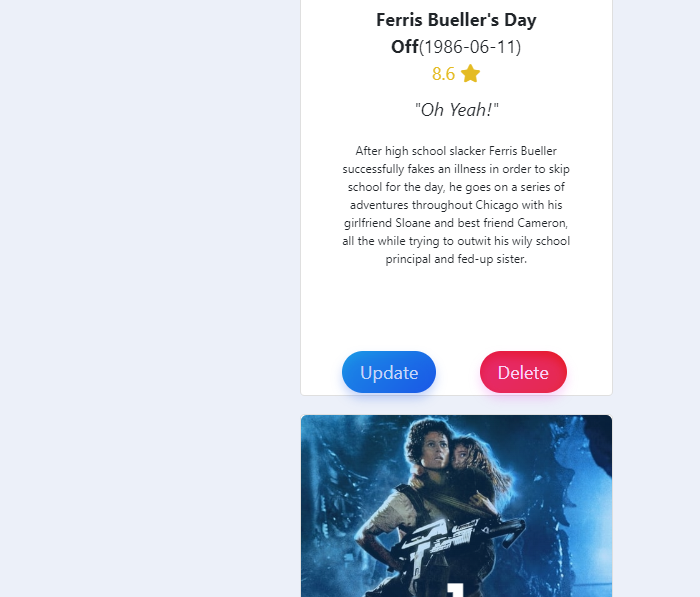 Ferris Bueller's Day
Off(1986-06-11)
8.6
"Oh Yeah!"
After high school slacker Ferris Bueller
successfully fakes an illness in order to skip
school for the day, he goes on a series of
adventures throughout Chicago with his
girlfriend Sloane and best friend Cameron,
all the while trying to outwit his wily school
principal and fed-up sister.
Update
Delete